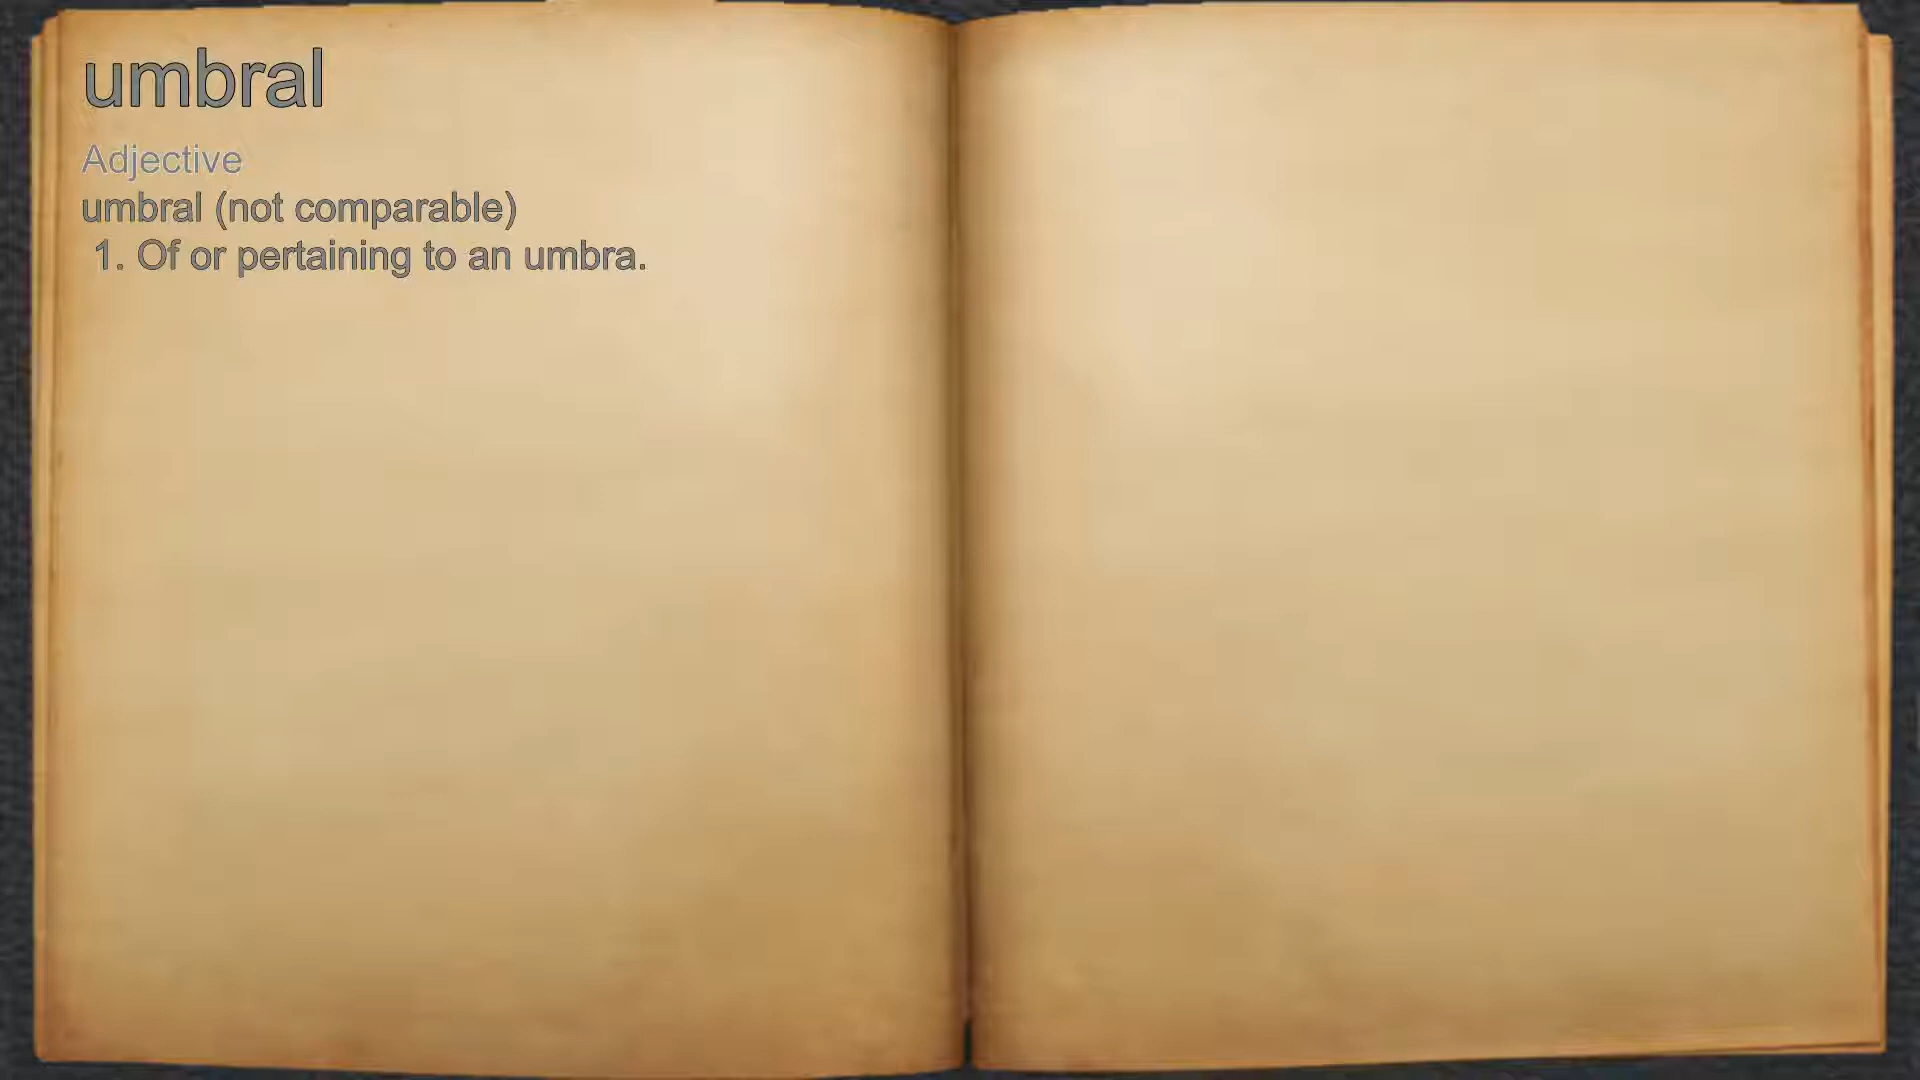 umbral
Adjective
umbral (not comparable)
1. Of or pertaining to an umbra.